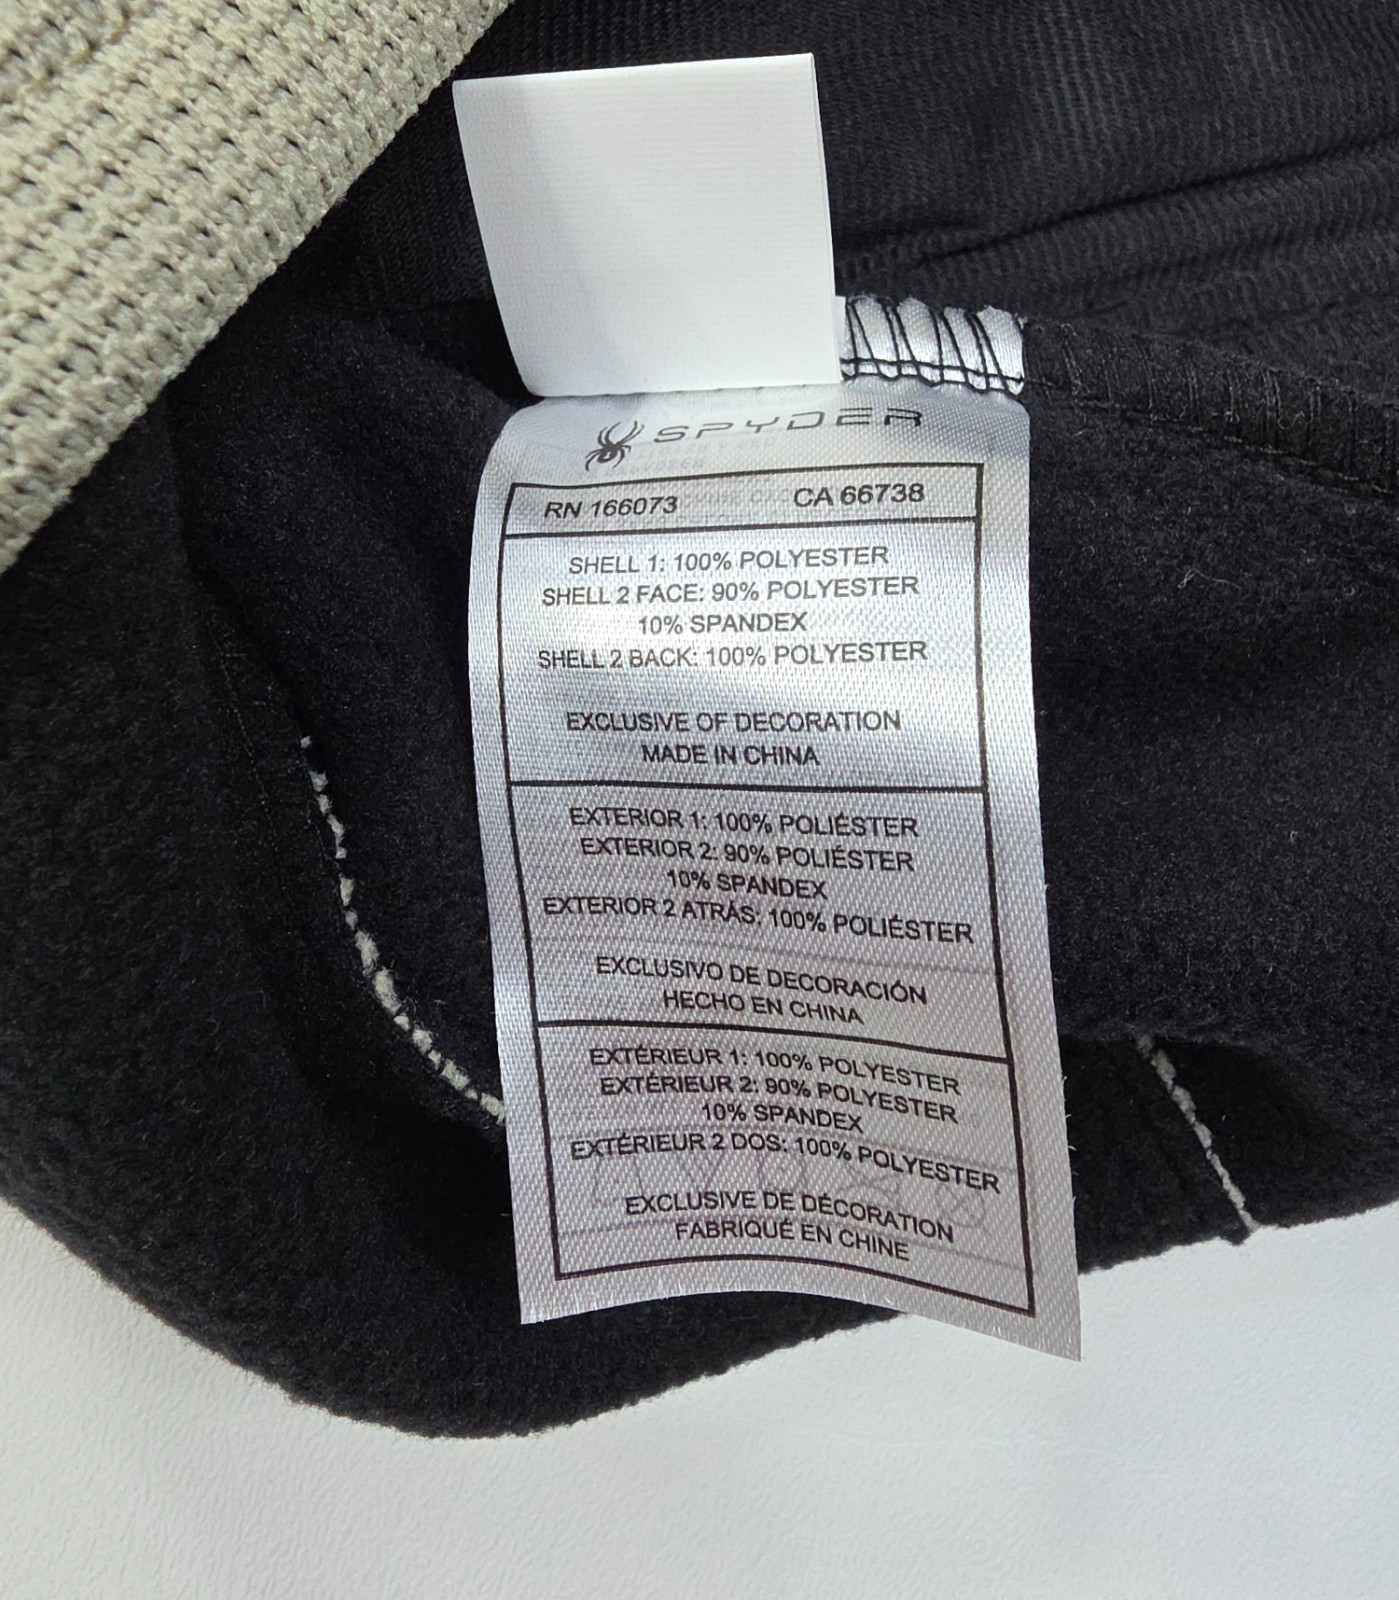 SPYDER
RN 166073 CA 66738
SHELL 1: 100% POLYESTER
SHELL 2 FACE: 90% POLYESTER
10% SPANDEX
SHELL 2 BACK: 100% POLYESTER
EXCLUSIVE OF DECORATION
MADE IN CHINA
EXTERIOR 1: 100% POLIÉSTER
EXTERIOR 2: 90% POLIÉSTER
10% SPANDEX
EXTERIOR 2 ATRÁS: 100% POLIÉSTER
EXCLUSIVO DE DECORACIÓN
HECHO EN CHINA
EXTÉRIEUR 1: 100% POLYESTER
EXTÉRIEUR 2: 90% POLYESTER
10% SPANDEX
EXTÉRIEUR 2 DOS: 100% POLYESTER
EXCLUSIVE DE DÉCORATION
FABRIQUÉ EN CHINE